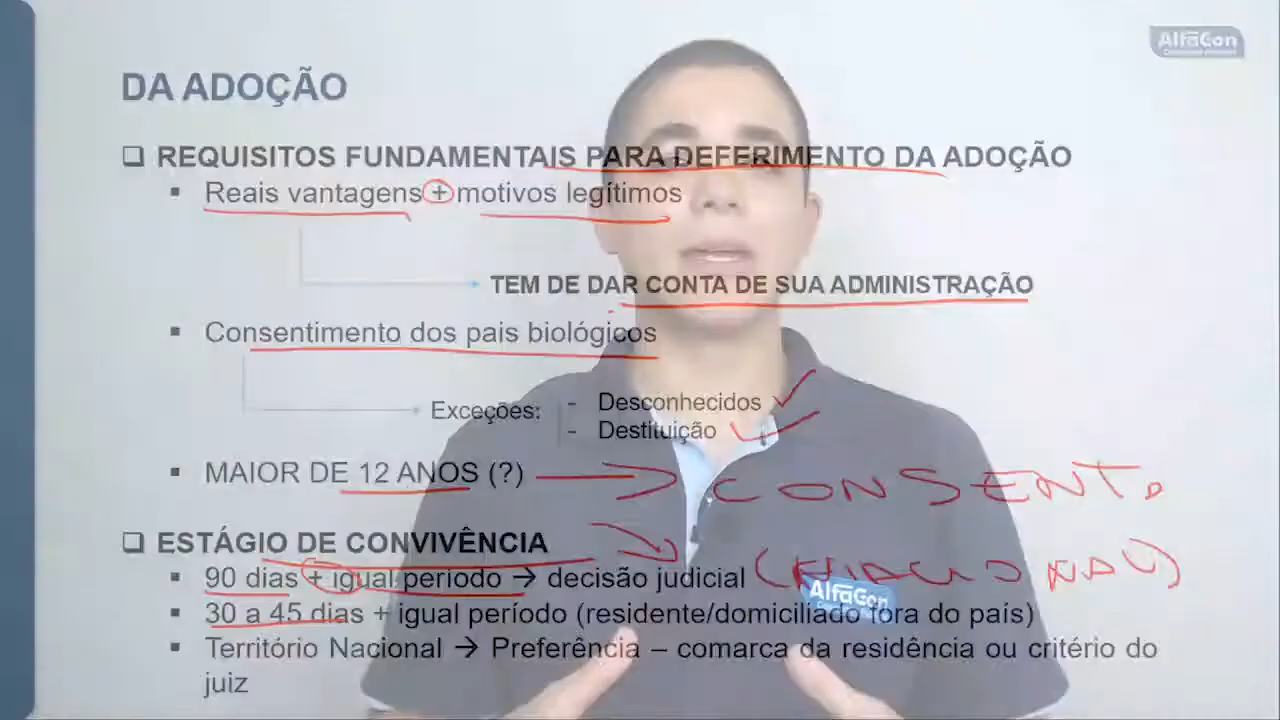 AlfaCon
DA ADOÇÃO
❑ REQUISITOS FUNDAMENTAIS PARA DEFERIMENTO DA ADOÇÃO
▪ Reais vantagens + motivos legítimos
TEM DE DAR CONTA DE SUA ADMINISTRAÇÃO
▪ Consentimento dos pais biológicos
Exceções:
- Desconhecidos
- Destituição
▪ MAIOR DE 12 ANOS (?)
CONSENT.
❑ ESTÁGIO DE CONVIVÊNCIA
▪ 90 dias + igual período → decisão judicial
▪ 30 a 45 dias + igual período (residente/domiciliado fora do país)
▪ Território Nacional → Preferência – comarca da residência ou critério do
juiz
AlfaCon